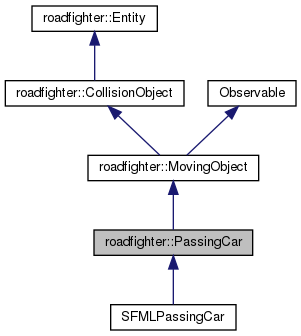 roadfighter::Entity
roadfighter::CollisionObject
Observable
roadfighter::MovingObject
roadfighter::PassingCar
SFMLPassingCar